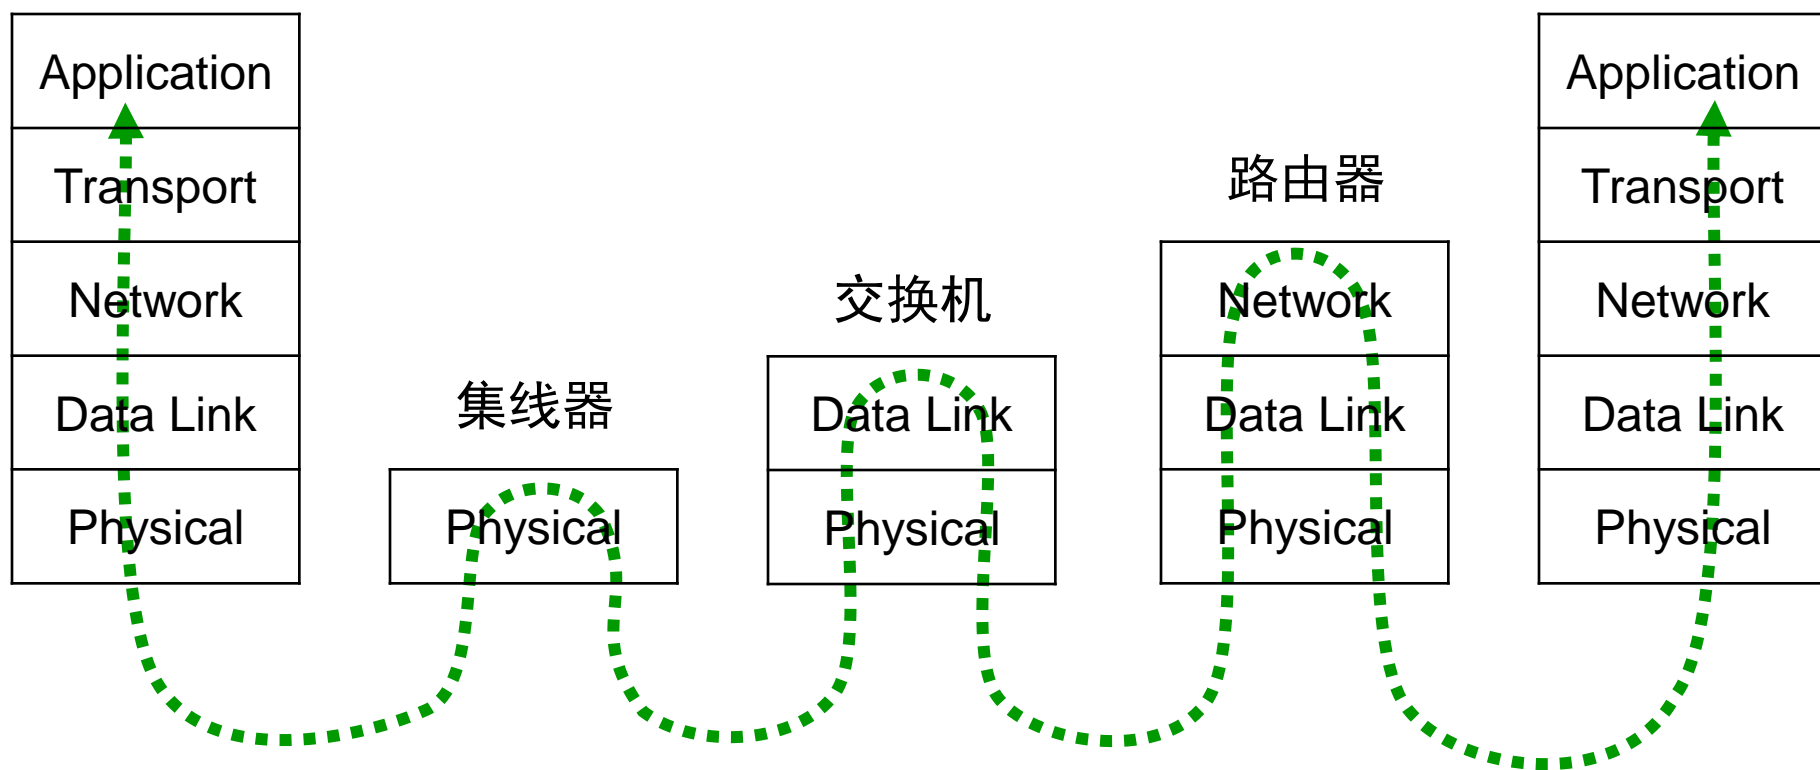 Application
Transport
Network
Data Link
Physical
集线器
Physical
交换机
Data Link
Physical
路由器
Network
Data Link
Physical
Application
Transport
Network
Data Link
Physical